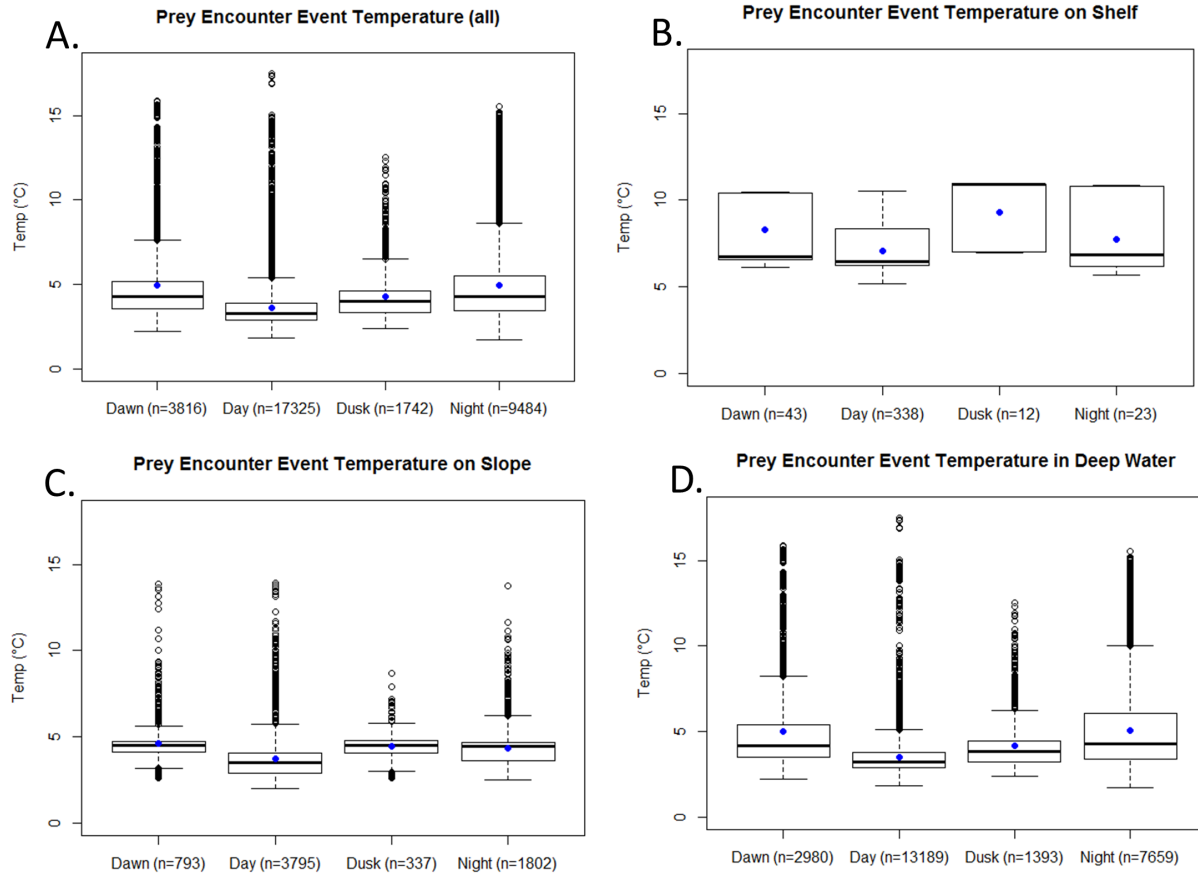 A.
Prey Encounter Event Temperature (all)
Temp (°C)
15
10
5
0
Dawn (n=3816) Day (n=17325) Dusk (n=1742) Night (n=9484)
B.
Prey Encounter Event Temperature on Shelf
Temp (°C)
15
10
5
0
Dawn (n=43) Day (n=338) Dusk (n=12) Night (n=23)
C.
Prey Encounter Event Temperature on Slope
Temp (°C)
15
10
5
0
Dawn (n=793) Day (n=3795) Dusk (n=337) Night (n=1802)
D.
Prey Encounter Event Temperature in Deep Water
Temp (°C)
15
10
5
0
Dawn (n=2980) Day (n=13189) Dusk (n=1393) Night (n=7659)